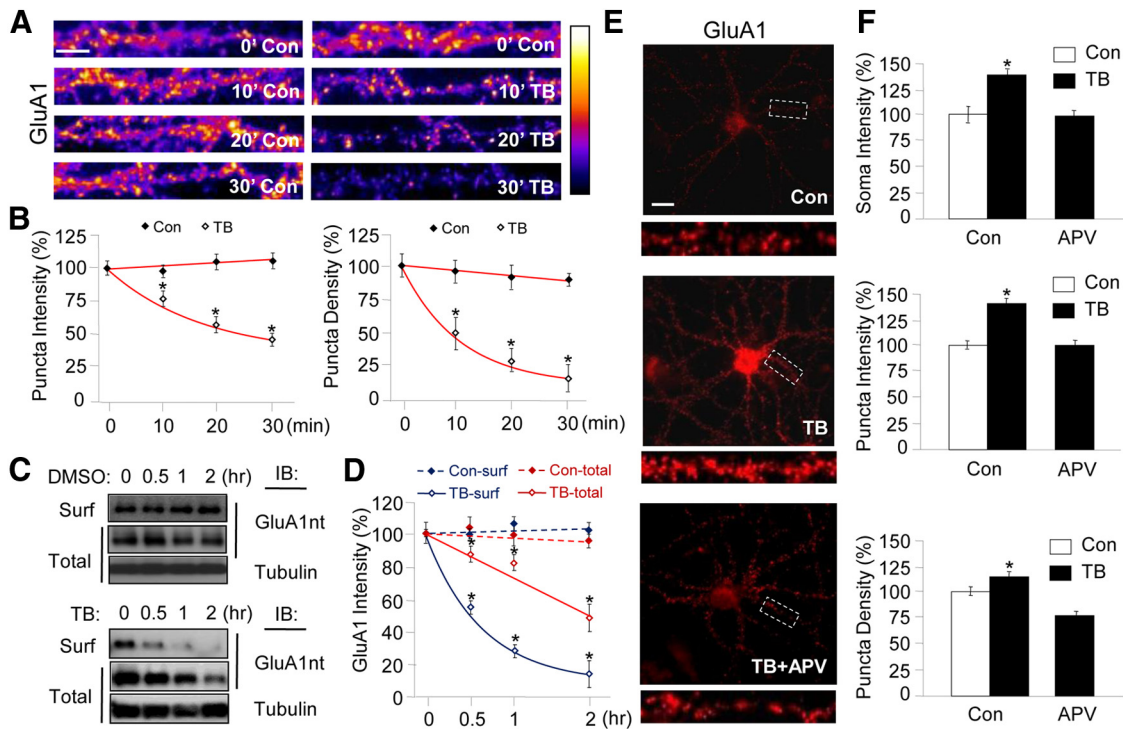 A
GluA1
0' Con
0' Con
10' Con
10' TB
20' Con
20' TB
30' Con
30' TB
B
Puncta Intensity (%)
125
100
75
50
25
0
Con TB
*
*
*
0 10 20 30 (min)
Puncta Density (%)
125
100
75
50
25
0
Con TB
*
*
*
0 10 20 30 (min)
C
DMSO: 0 0.5 1 2 (hr) IB:
Surf
GluA1nt
Total
Tubulin
TB: 0 0.5 1 2 (hr) IB:
Surf
GluA1nt
Total
Tubulin
D
Con-surf Con-total
TB-surf TB-total
GluA1 Intensity (%)
120
100
80
60
40
20
0
* *
*
*
*
*
0 0.5 1 2 (hr)
E
GluA1
Con
TB
TB+APV
F
Soma Intensity (%)
150
125
100
75
50
25
0
*
Con
TB
Con APV
Puncta Intensity (%)
150
125
100
75
50
25
0
*
Con
TB
Con APV
Puncta Density (%)
150
125
100
75
50
25
0
*
Con
TB
Con APV